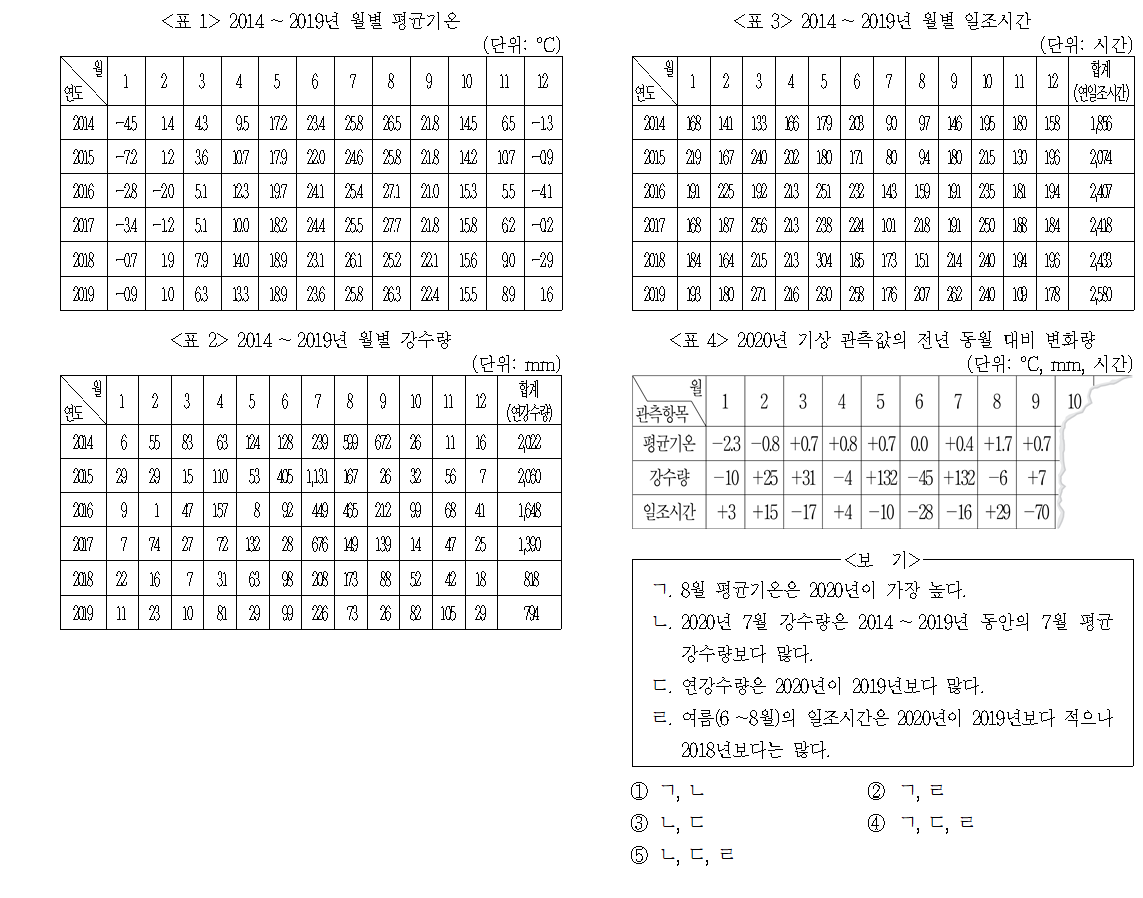 <표 1> 2014 ~ 2019년 월별 평균기온
(단위: ℃)
월 연도 1 2 3 4 5 6 7 8 9 10 11 12
2014 -4.5 1.4 4.3 9.5 17.2 23.4 25.8 26.5 21.8 14.5 6.5 -1.3
2015 -7.2 1.2 3.6 10.7 17.9 22.0 24.6 25.8 21.8 14.2 10.7 -0.9
2016 -2.8 -2.0 5.1 12.3 19.7 24.1 25.4 27.1 21.0 15.3 5.5 -4.1
2017 -3.4 -1.2 5.1 10.0 18.2 24.4 25.5 27.7 21.8 15.8 6.2 -0.2
2018 -0.7 1.9 7.9 14.0 18.9 23.1 26.1 25.2 22.1 15.6 9.0 -2.9
2019 -0.9 1.0 6.3 13.3 18.9 23.6 25.8 26.3 22.4 15.5 8.9 1.6
<표 2> 2014 ~ 2019년 월별 강수량
(단위: mm)
월 연도 1 2 3 4 5 6 7 8 9 10 11 12 합계 (연강수량)
2014 6 55 83 63 124 128 239 599 672 26 11 16 2,022
2015 29 29 15 110 53 405 1,131 167 26 32 56 7 2,060
2016 9 1 47 157 8 92 449 465 212 99 68 41 1,648
2017 7 74 27 72 132 28 676 149 139 14 47 25 1,390
2018 22 16 7 31 63 98 208 173 88 52 42 18 818
2019 11 23 10 81 29 99 226 73 26 82 105 29 794
<표 3> 2014 ~ 2019년 월별 일조시간
(단위: 시간)
월 연도 1 2 3 4 5 6 7 8 9 10 11 12 합계 (연일조시간)
2014 168 141 133 166 179 203 90 97 146 195 180 158 1,856
2015 219 167 240 202 180 171 80 94 180 215 130 196 2,074
2016 191 225 192 213 251 232 143 159 191 235 181 194 2,407
2017 168 187 256 213 238 224 101 218 191 250 188 184 2,418
2018 184 164 215 213 304 185 173 151 214 240 194 196 2,433
2019 193 180 271 216 290 258 176 207 262 240 109 178 2,580
<표 4> 2020년 기상 관측값의 전년 동월 대비 변화량
(단위: ℃, mm, 시간)
월 관측항목 1 2 3 4 5 6 7 8 9 10
평균기온 -2.3 -0.8 +0.7 +0.8 +0.7 0.0 +0.4 +1.7 +0.7
강수량 -10 +25 +31 -4 +132 -45 +132 -6 +7
일조시간 +3 +15 -17 +4 -10 -28 -16 +29 -70
<보 기>
ㄱ. 8월 평균기온은 2020년이 가장 높다.
ㄴ. 2020년 7월 강수량은 2014 ~ 2019년 동안의 7월 평균
강수량보다 많다.
ㄷ. 연강수량은 2020년이 2019년보다 많다.
ㄹ. 여름(6 ~8월)의 일조시간은 2020년이 2019년보다 적으나
2018년보다는 많다.
① ㄱ, ㄴ ② ㄱ, ㄹ
③ ㄴ, ㄷ ④ ㄱ, ㄷ, ㄹ
⑤ ㄴ, ㄷ, ㄹ